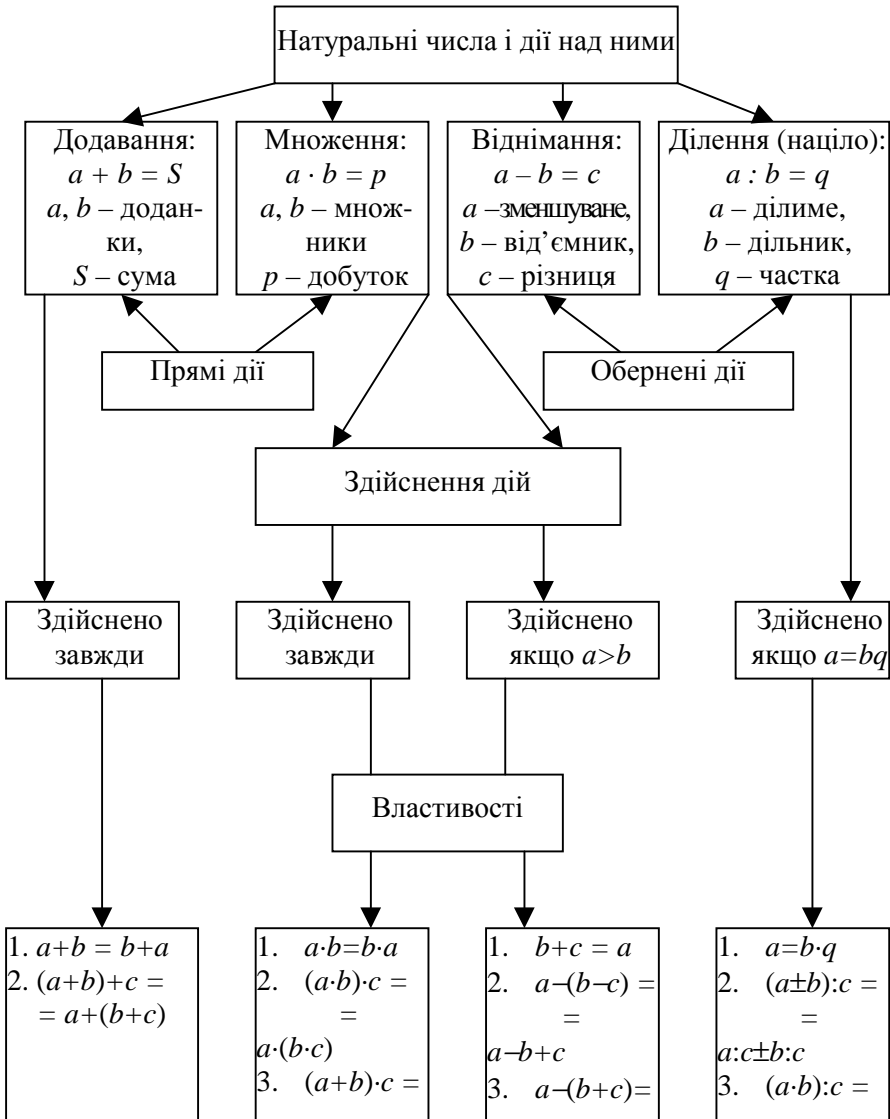 Натуральні числа і дії над ними
Додавання:
a + b = S
a, b – додан-
ки,
S – сума
Множення:
a · b = p
a, b – множ-
ники
p – добуток
Віднімання:
a – b = c
a –зменшуване,
b – від’ємник,
c – різниця
Ділення (націло):
a : b = q
a – ділиме,
b – дільник,
q – частка
Прямі дії
Обернені дії
Здійснення дій
Здійснено
завжди
Здійснено
завжди
Здійснено
якщо a>b
Здійснено
якщо a=bq
Властивості
1. a+b = b+a
2. (a+b)+c =
= a+(b+c)
1. a·b=b·a
2. (a·b)·c =
=
a·(b·c)
3. (a+b)·c =
1. b+c = a
2. a−(b−c) =
=
a−b+c
3. a−(b+c)=
1. a=b·q
2. (a±b):c =
=
a:c±b:c
3. (a·b):c =